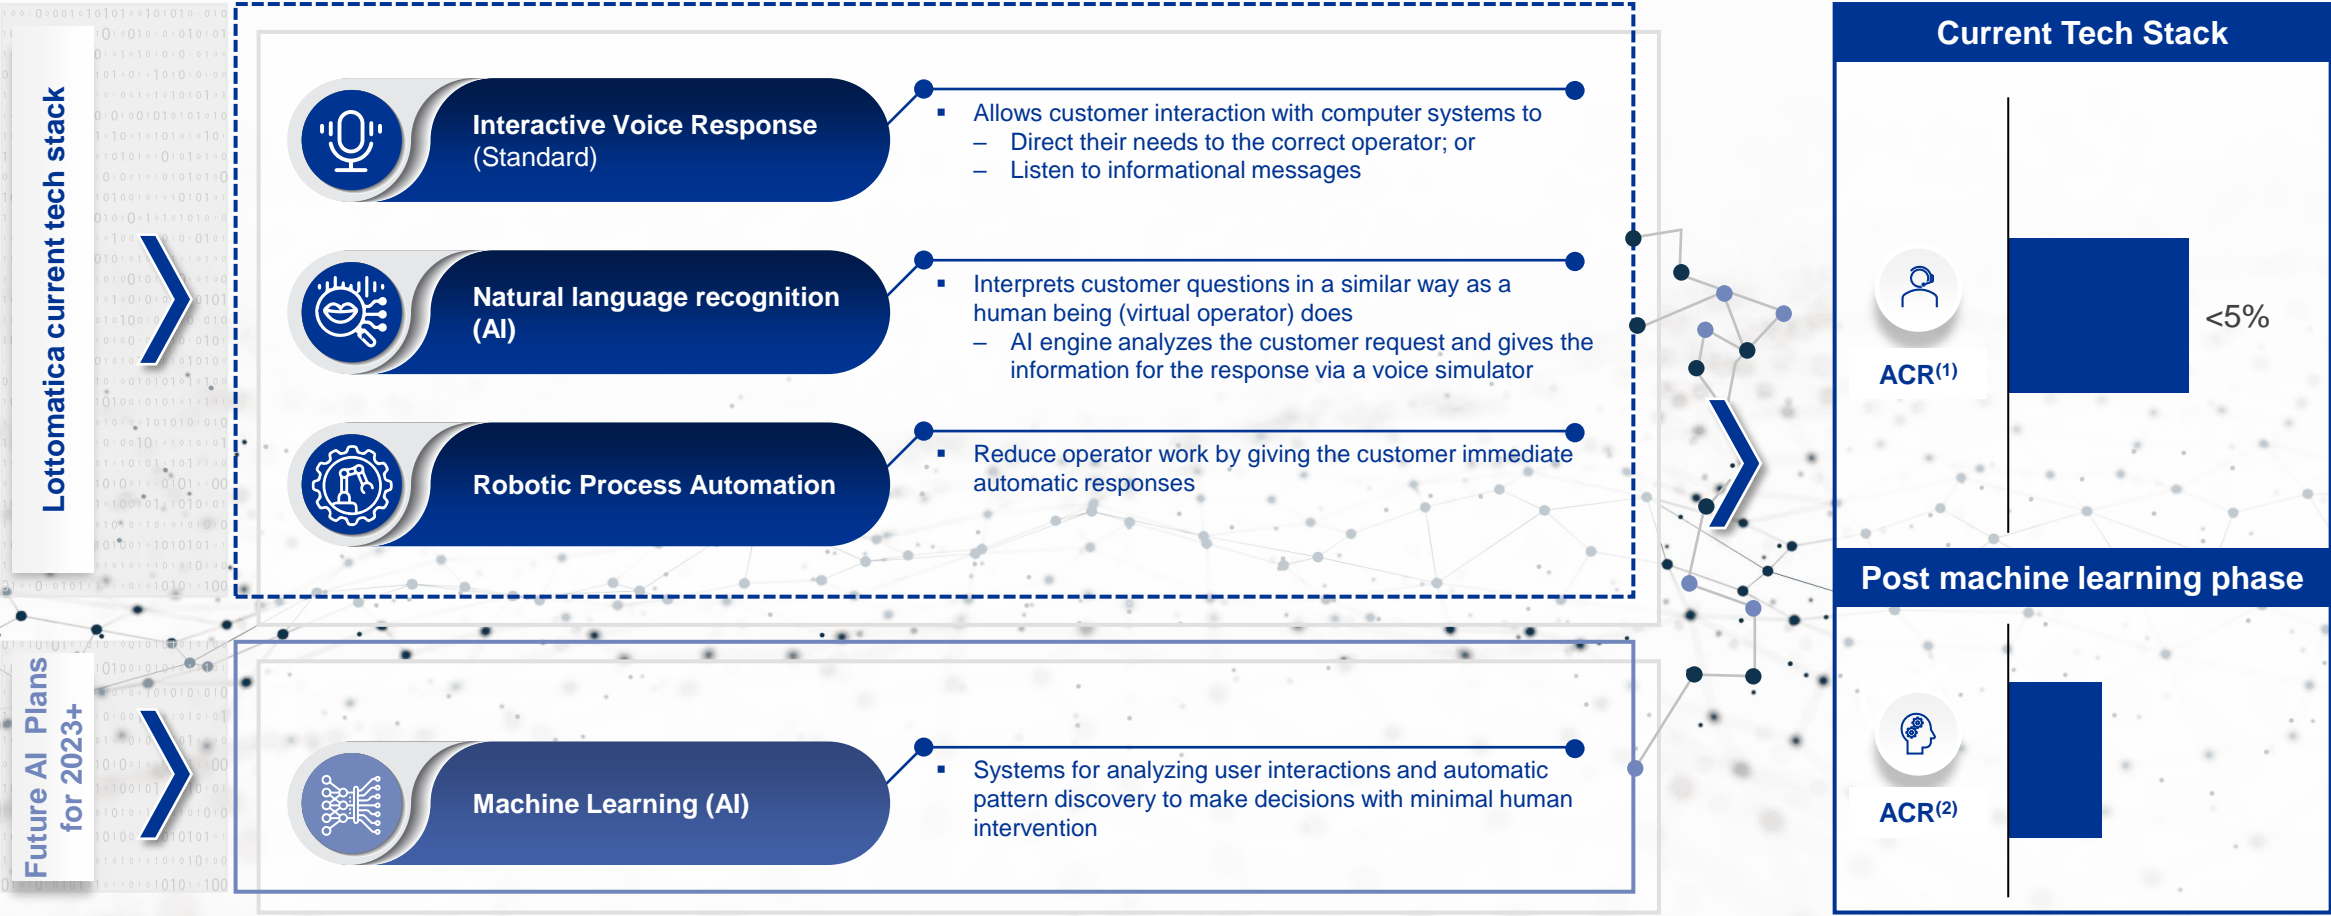 Lottomatica current tech stack
Interactive Voice Response
(Standard)
▪ Allows customer interaction with computer systems to
– Direct their needs to the correct operator; or
– Listen to informational messages
Natural language recognition
(AI)
▪ Interprets customer questions in a similar way as a
human being (virtual operator) does
– AI engine analyzes the customer request and gives the
information for the response via a voice simulator
Robotic Process Automation
▪ Reduce operator work by giving the customer immediate
automatic responses
Future AI Plans
for 2023+
Machine Learning (AI)
▪ Systems for analyzing user interactions and automatic
pattern discovery to make decisions with minimal human
intervention
Current Tech Stack
ACR(1)
<5%
Post machine learning phase
ACR(2)